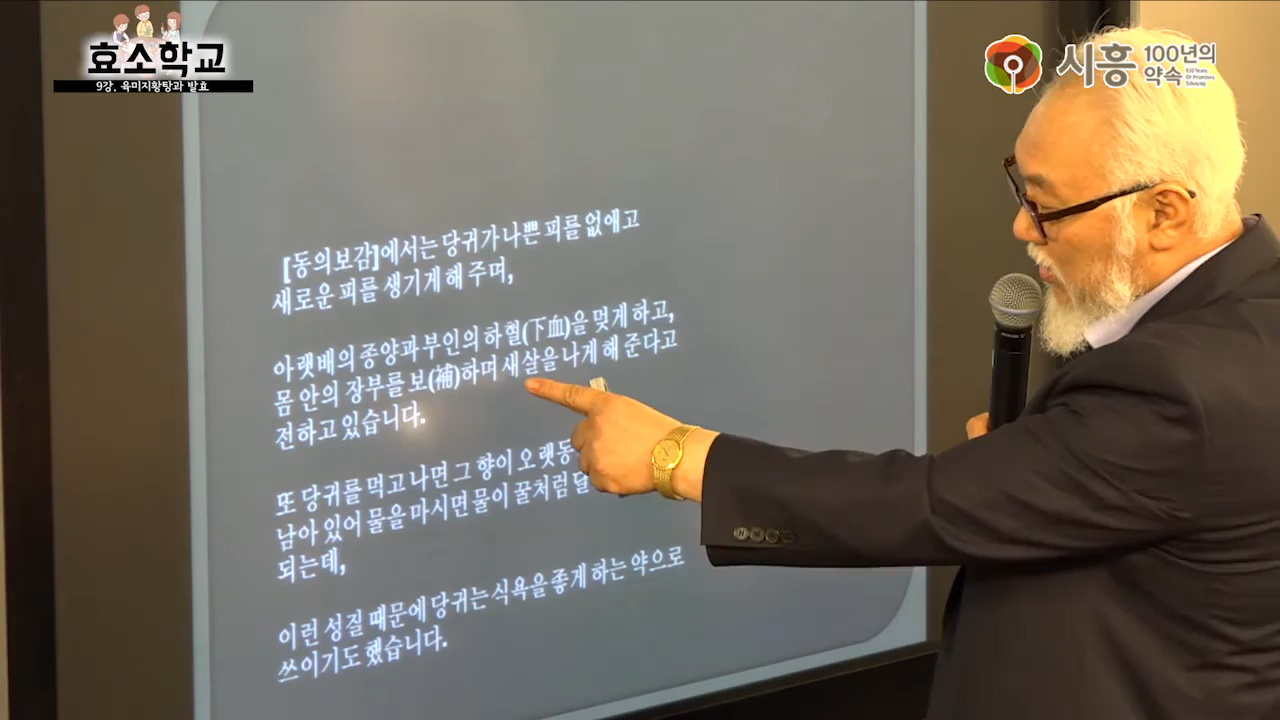 효소학교
9강. 육미지황탕과 발효
시흥
100년의
약속
[동의보감]에서는 당귀가 나쁜 피를 없애고
새로운 피를 생기게 해 주며,
아랫배의 종양과 부인의 하혈(下血)을 멎게 하고,
몸 안의 장부를 보(補)하며 새살을 나게 해 준다고
전하고 있습니다.
또 당귀를 먹고 나면 그 향이 오랫동
남아 있어 물을 마시면 물이 꿀처럼 달
되는데,
이런 성질 때문에 당귀는 식욕을 좋게 하는 약으로
쓰이기도 했습니다.